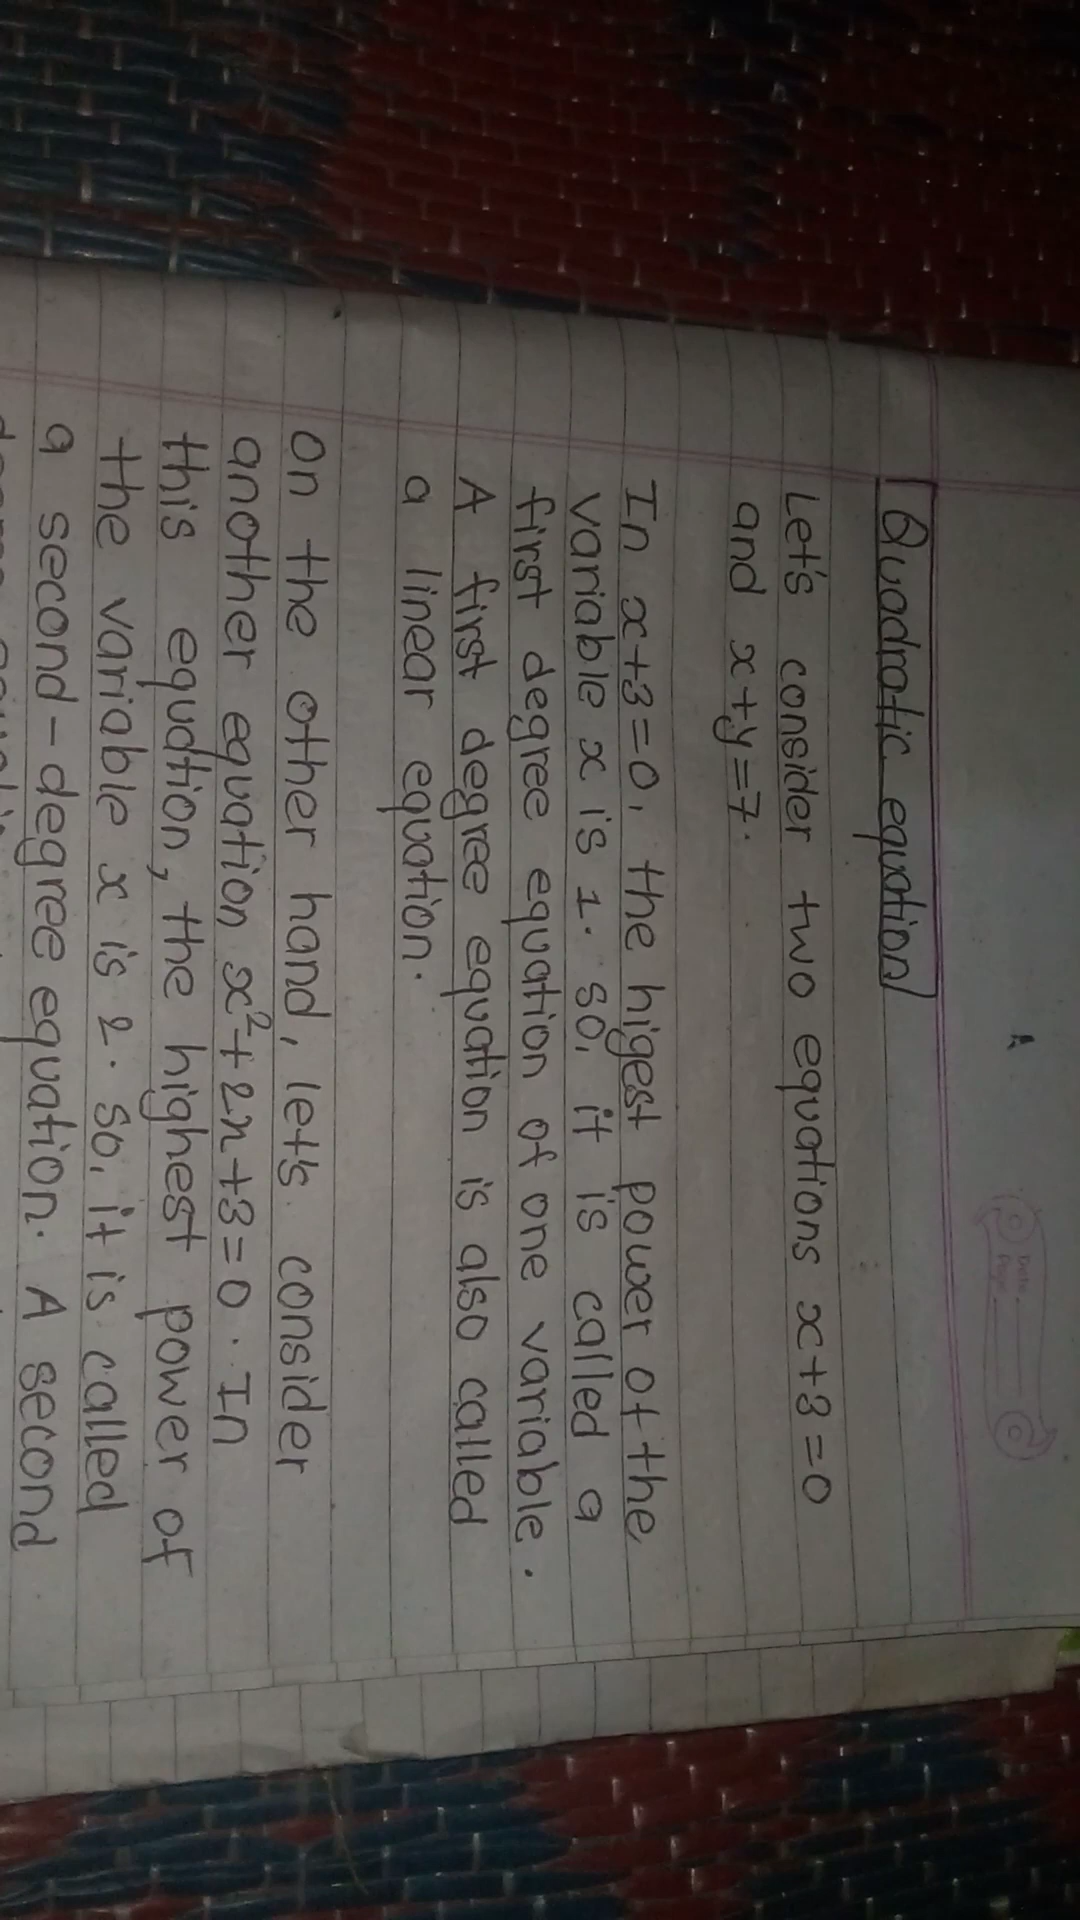 Date
Page
Quadratic equation
Let's consider two equations x+3=0
and x+y=7.
In x+3=0, the higest power of the
variable x is 1. So, it is called a
first degree equation of one variable.
A first degree equation is also called
a linear equation.
On the other hand, let's consider
another equation x²+2x+3=0. In
this equation, the highest power of
the variable x is 2. So, it is called
a second-degree equation. A second